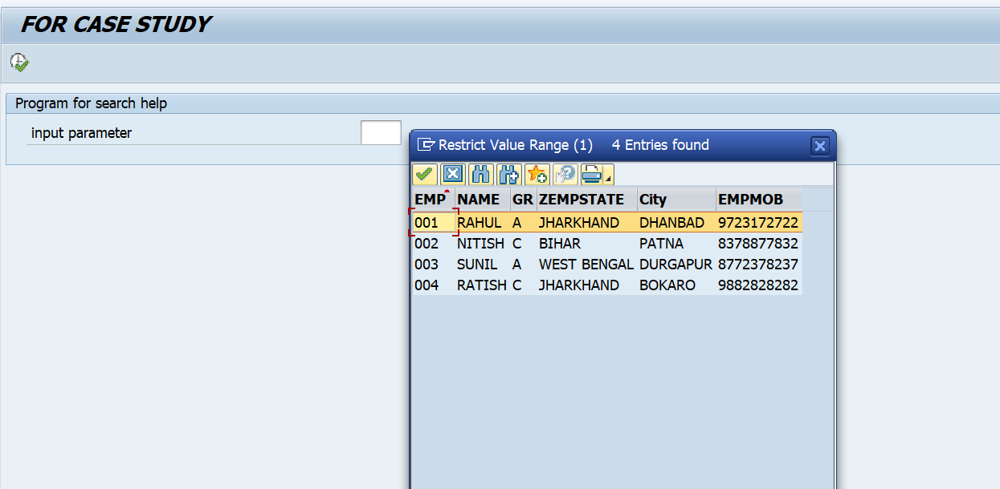 FOR CASE STUDY
Program for search help
input parameter
Restrict Value Range (1) 4 Entries found
EMP NAME GR ZEMPSTATE City EMPMOB
001 RAHUL A JHARKHAND DHANBAD 9723172722
002 NITISH C BIHAR PATNA 8378877832
003 SUNIL A WEST BENGAL DURGAPUR 8772378237
004 RATISH C JHARKHAND BOKARO 9882828282